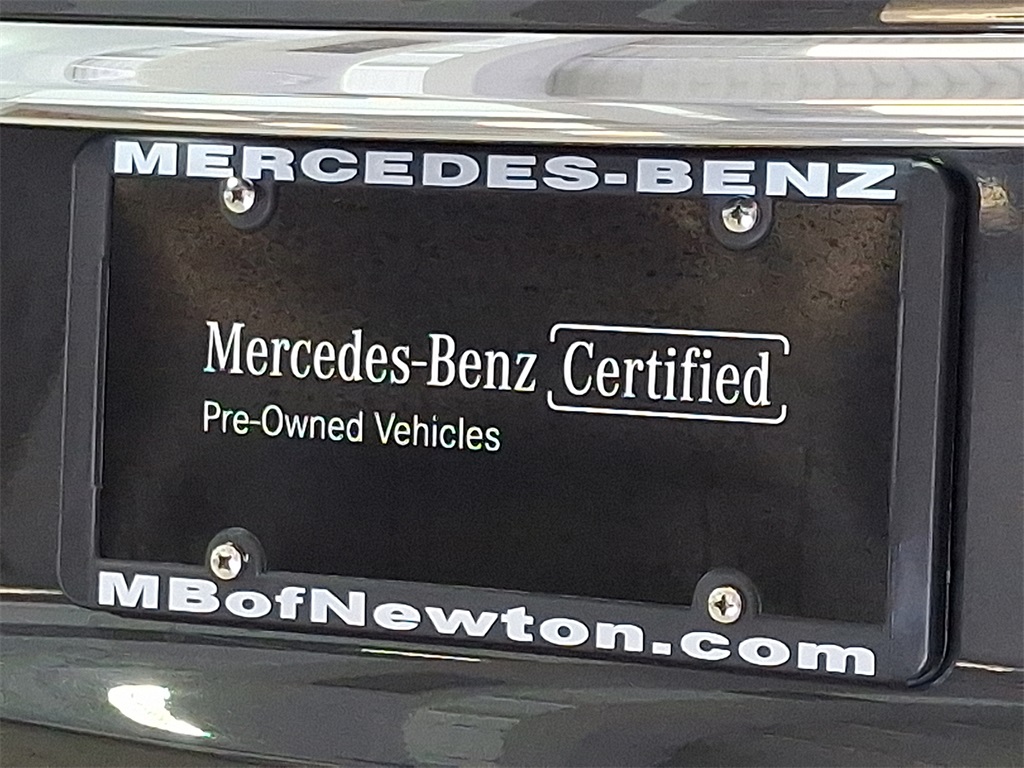 MERCEDES-BENZ
Mercedes-Benz Certified
Pre-Owned Vehicles
MBofNewton.com